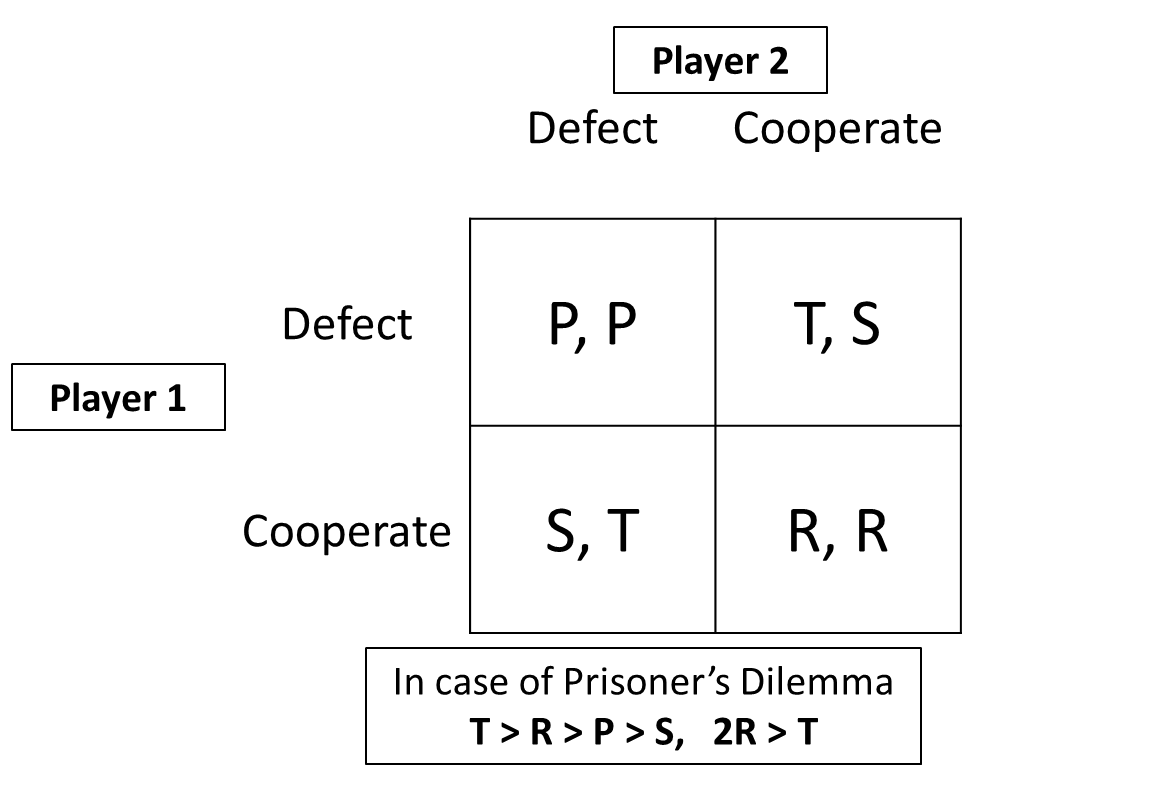 Player 2
Defect Cooperate
Defect P, P T, S
Player 1
Cooperate S, T R, R
In case of Prisoner’s Dilemma
T > R > P > S, 2R > T